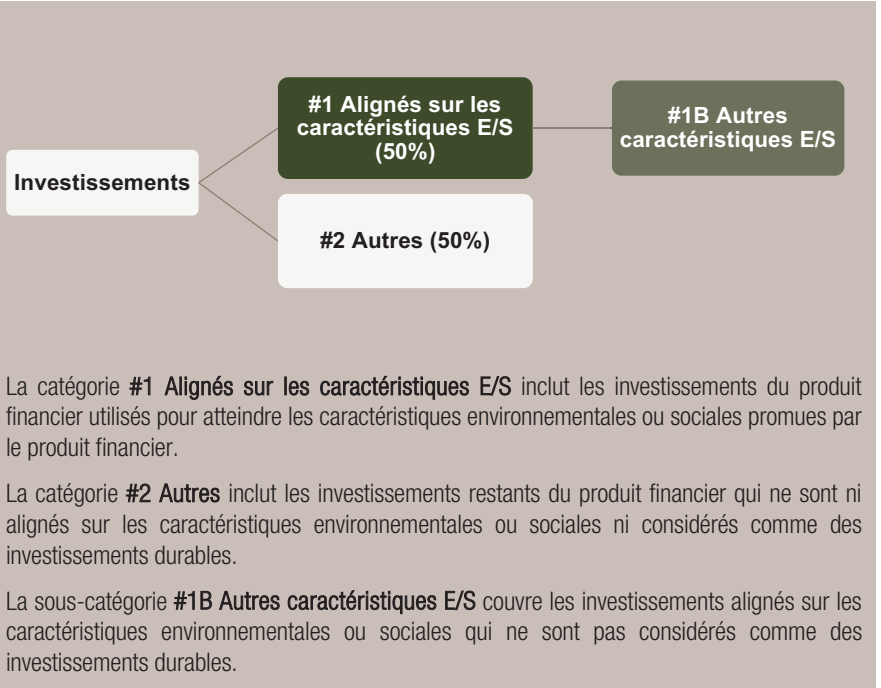 #1 Alignés sur les
caractéristiques E/S
(50%)
#1B Autres
caractéristiques E/S
Investissements
#2 Autres (50%)
La catégorie #1 Alignés sur les caractéristiques E/S inclut les investissements du produit
financier utilisés pour atteindre les caractéristiques environnementales ou sociales promues par
le produit financier.
La catégorie #2 Autres inclut les investissements restants du produit financier qui ne sont ni
alignés sur les caractéristiques environnementales ou sociales ni considérés comme des
investissements durables.
La sous-catégorie #1B Autres caractéristiques E/S couvre les investissements alignés sur les
caractéristiques environnementales ou sociales qui ne sont pas considérés comme des
investissements durables.